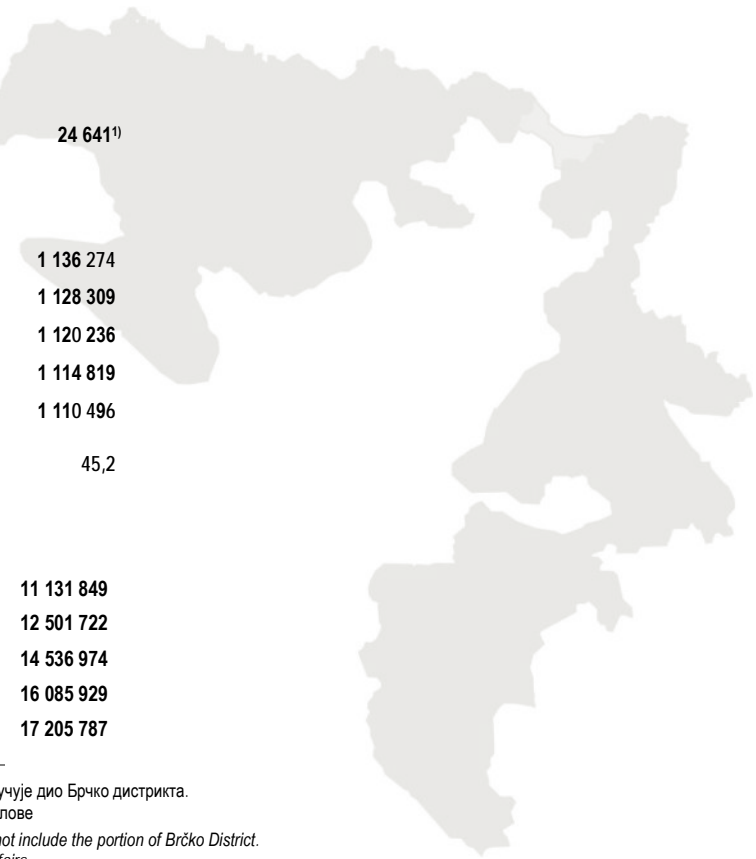 24 641¹⁾
1 136 274
1 128 309
1 120 236
1 114 819
1 110 496
45,2
11 131 849
12 501 722
14 536 974
16 085 929
17 205 787
дио Брчко дистрикта.
not include the portion of Brčko District.